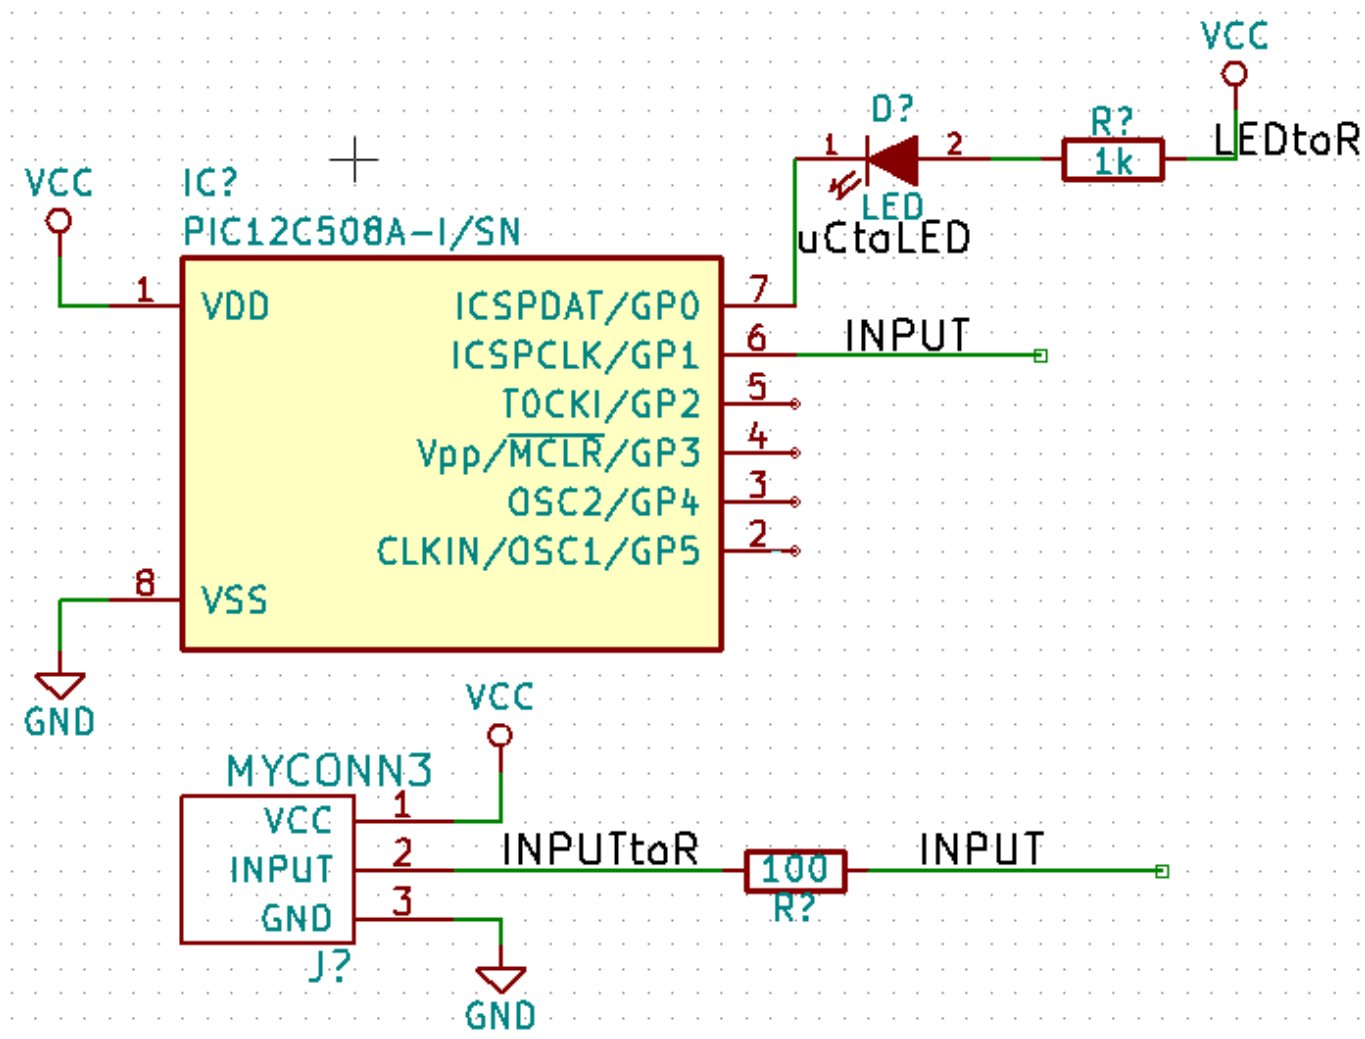 VCC
D?
R?
1
2
1k
LEDtoR
VCC
IC?
LED
PIC12C508A-I/SN
uCtoLED
1
VDD
ICSPDAT/GP0
7
ICSPCLK/GP1
6
INPUT
T0CKI/GP2
5
Vpp/MCLR/GP3
4
OSC2/GP4
3
CLKIN/OSC1/GP5
2
8
VSS
GND
VCC
MYCONN3
VCC
1
INPUT
2
INPUTtoR
100
INPUT
GND
3
R?
J?
GND